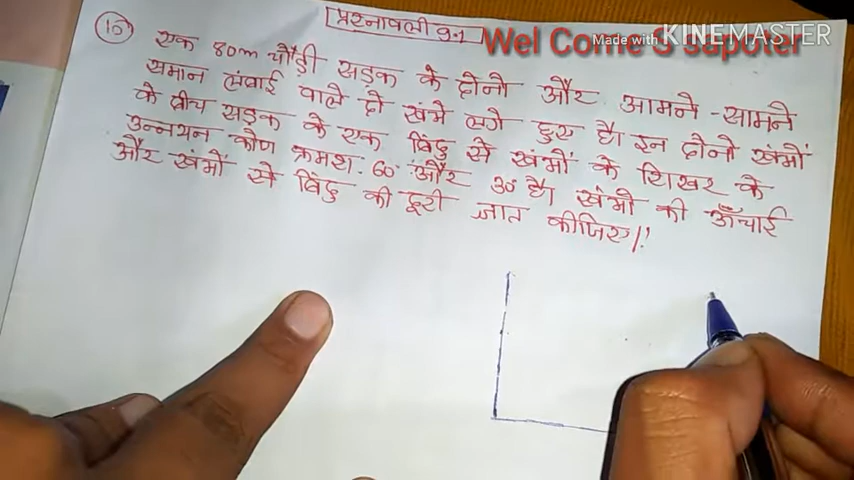 प्रश्नावली 9.1
Wel Come S sapoter
Made with KINEMASTER
10 एक 80m चौड़ी सड़क के दोनो और आमने-सामने
समान लंबाई वाले दो खंभे लगे हुए है। इन दोनो खंभों
के बीच सड़क के एक बिंदु से खंभों के शिखर के
उन्नयन कोण क्रमश. 60° और 30° है। खंभों की ऊँचाई
और खंभों से बिंदु की दूरी ज्ञात कीजिए।